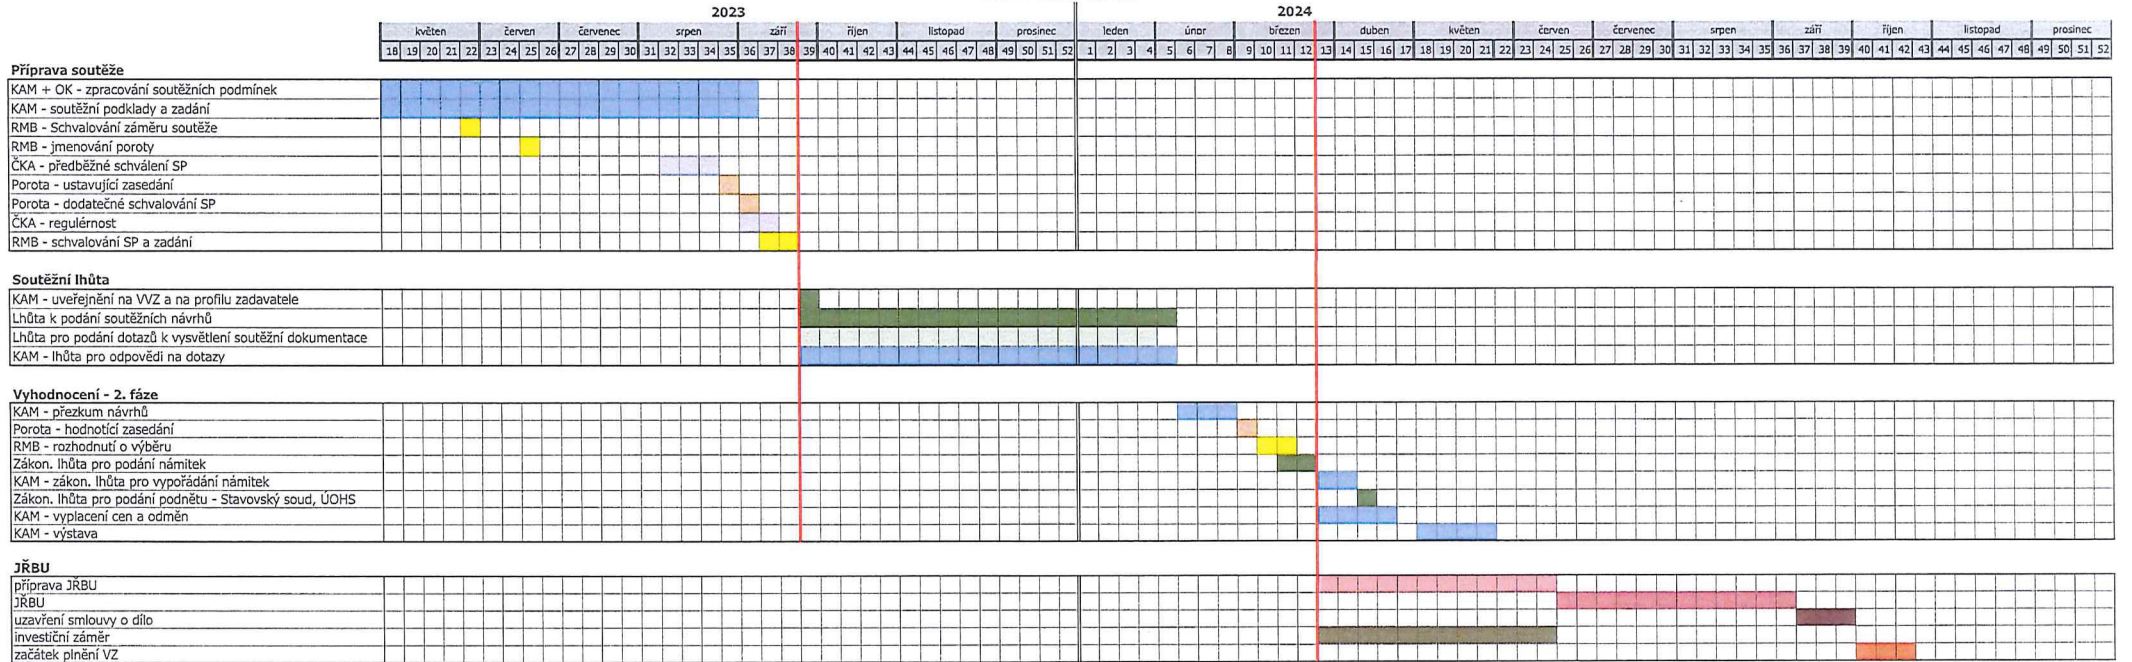 2023 2024
květen červen červenec srpen září říjen listopad prosinec leden únor březen duben květen červen červenec srpen září říjen listopad prosinec
18 19 20 21 22 23 24 25 26 27 28 29 30 31 32 33 34 35 36 37 38 39 40 41 42 43 44 45 46 47 48 49 50 51 52 1 2 3 4 5 6 7 8 9 10 11 12 13 14 15 16 17 18 19 20 21 22 23 24 25 26 27 28 29 30 31 32 33 34 35 36 37 38 39 40 41 42 43 44 45 46 47 48 49 50 51 52
Příprava soutěže
KAM + OK - zpracování soutěžních podmínek
KAM - soutěžní podklady a zadání
RMB - Schvalování záměru soutěže
RMB - jmenování poroty
ČKA - předběžné schválení SP
Porota - ustavující zasedání
Porota - dodatečné schvalování SP
ČKA - regulérnost
RMB - schvalování SP a zadání
Soutěžní lhůta
KAM - uveřejnění na VVZ a na profilu zadavatele
Lhůta k podání soutěžních návrhů
Lhůta pro podání dotazů k vysvětlení soutěžní dokumentace
KAM - lhůta pro odpovědi na dotazy
Vyhodnocení - 2. fáze
KAM - přezkum návrhů
Porota - hodnotící zasedání
RMB - rozhodnutí o výběru
Zákon. lhůta pro podání námitek
KAM - zákon. lhůta pro vypořádání námitek
Zákon. lhůta pro podání podnětu - Stavovský soud, ÚOHS
KAM - vyplacení cen a odměn
KAM - výstava
JŘBU
příprava JŘBU
JŘBU
uzavření smlouvy o dílo
investiční záměr
začátek plnění VZ